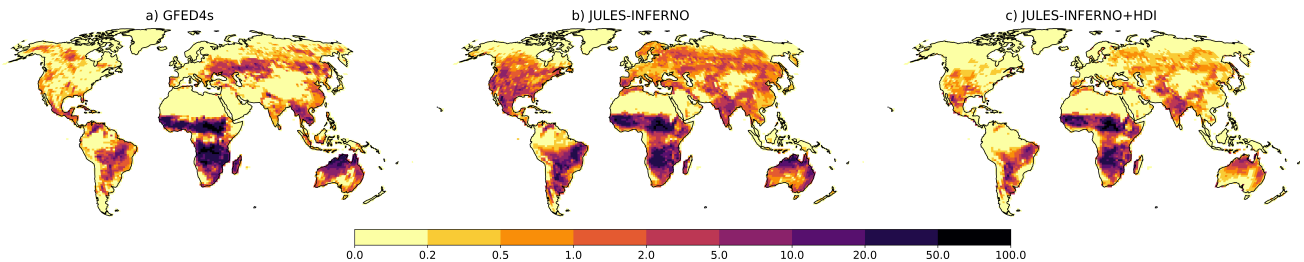 a) GFED4s
b) JULES-INFERNO
c) JULES-INFERNO+HDI
0.0 0.2 0.5 1.0 2.0 5.0 10.0 20.0 50.0 100.0